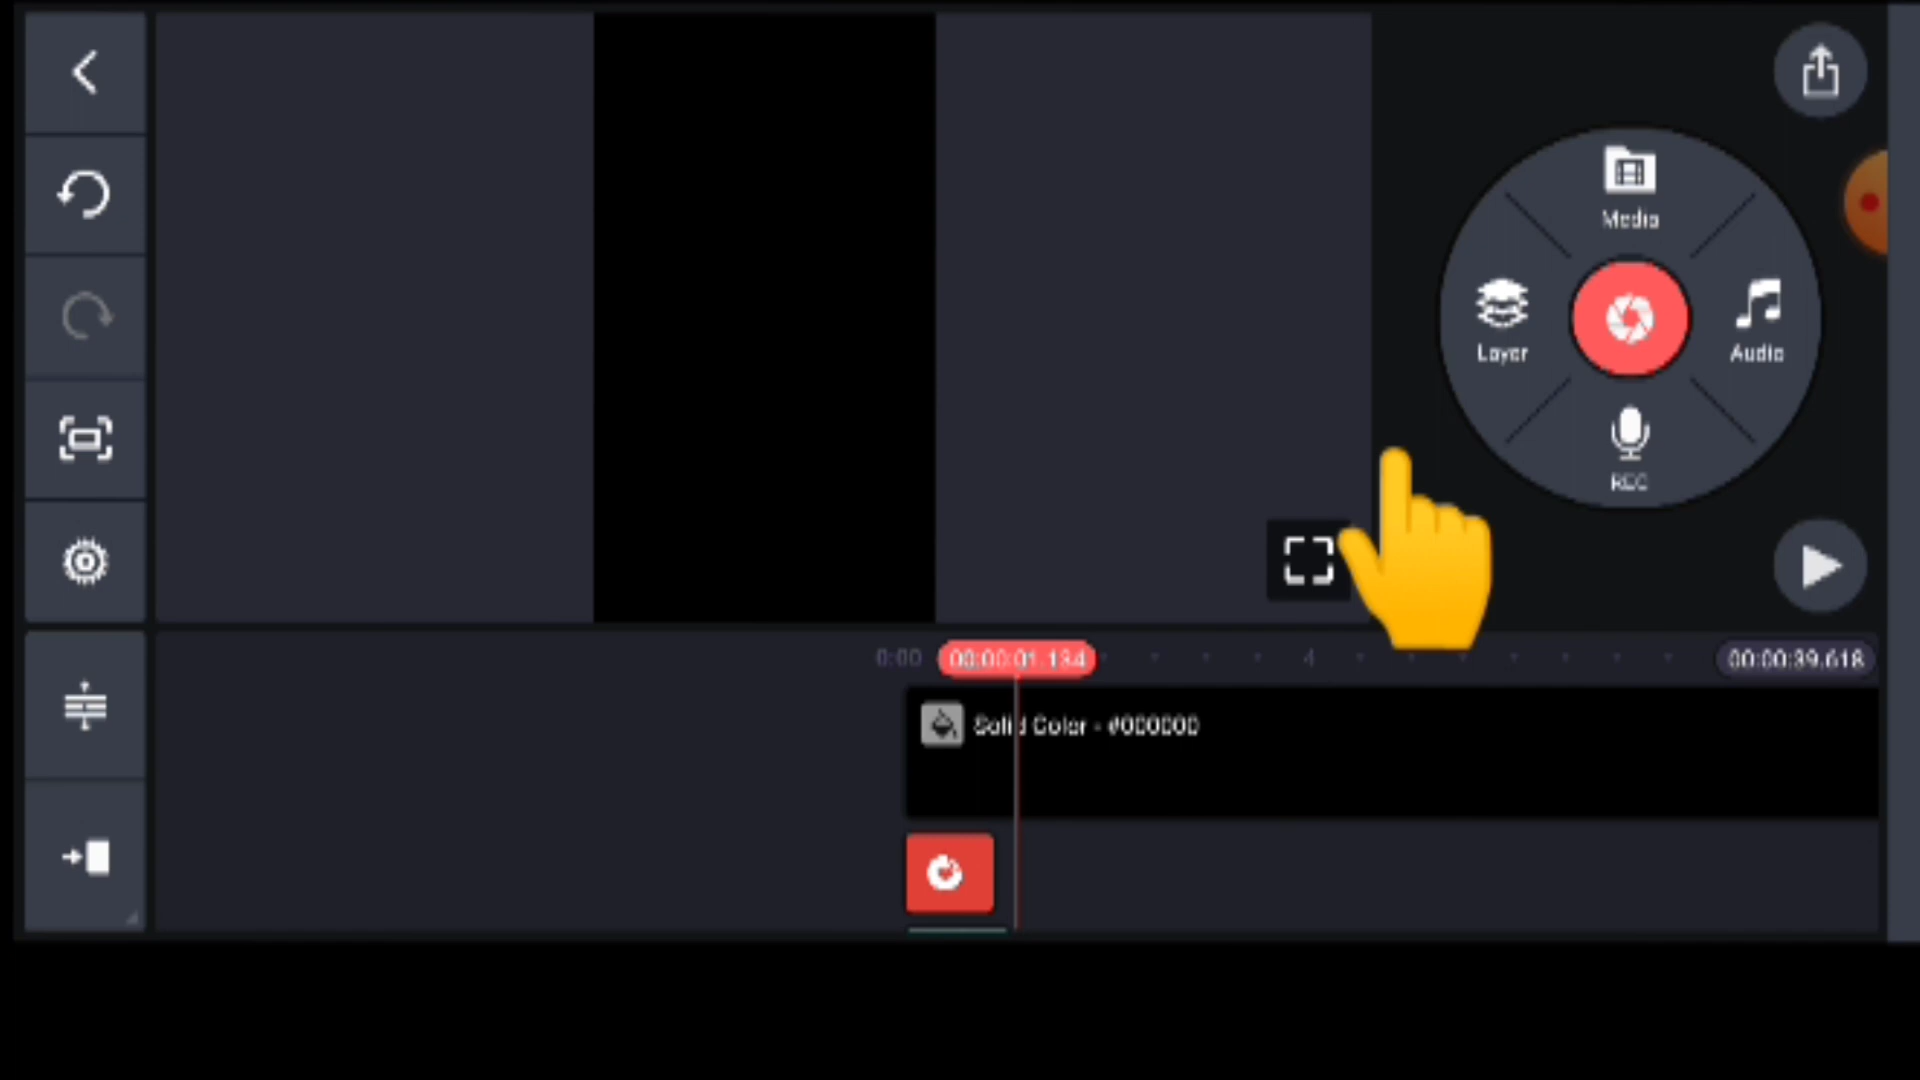 Media
Layer
Audio
REC
0:00
00:00:01.134
4
00:00:39.618
Solid Color - #000000